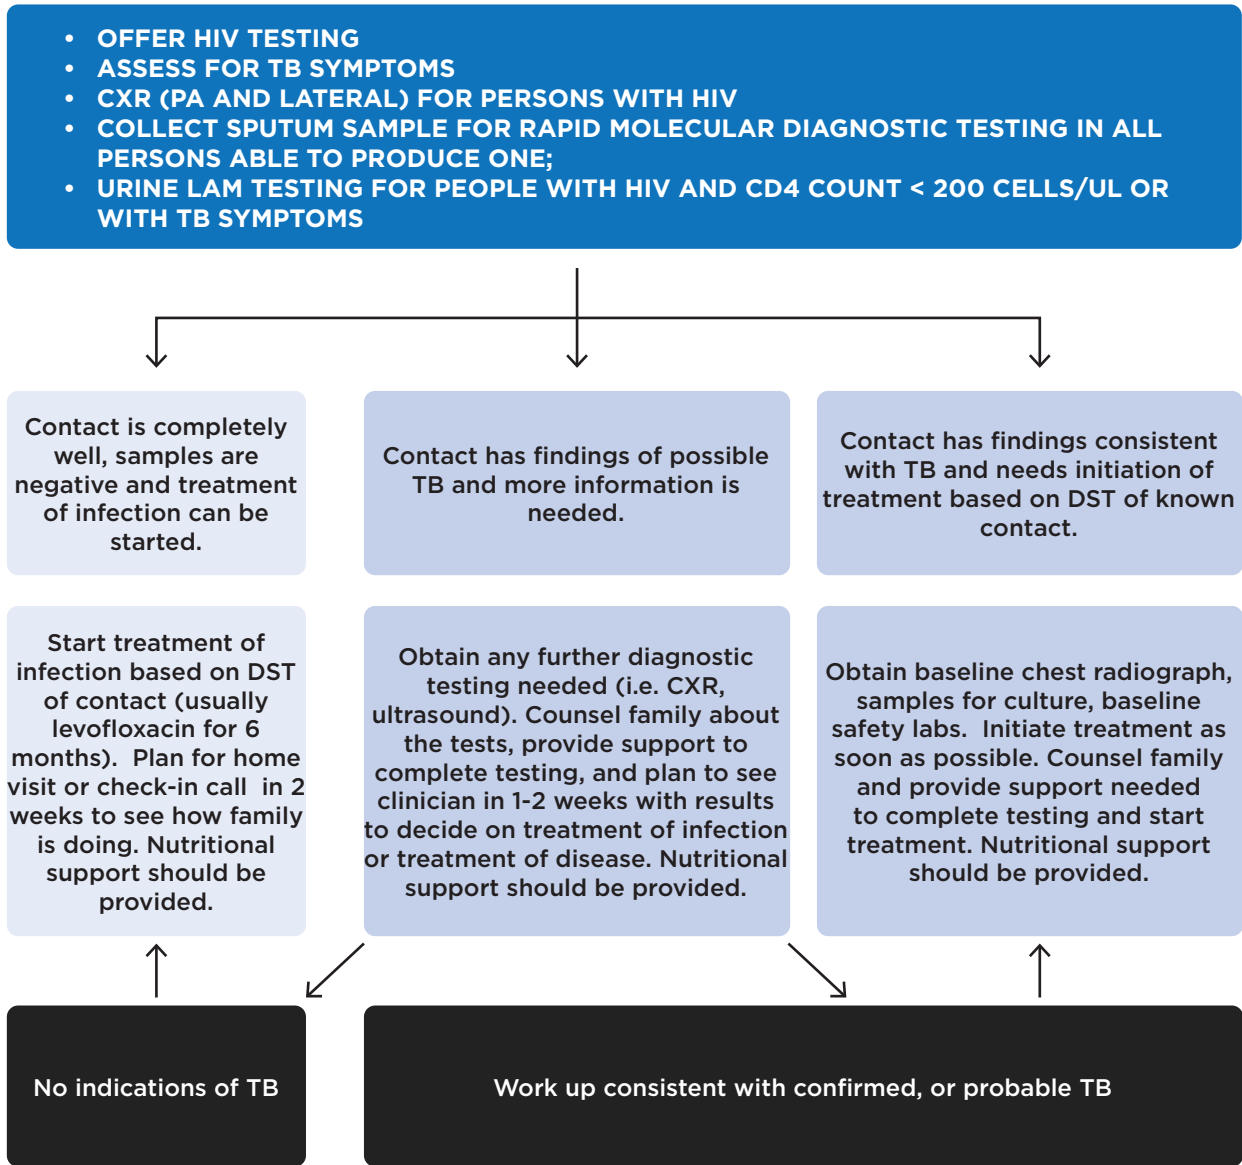 • OFFER HIV TESTING
• ASSESS FOR TB SYMPTOMS
• CXR (PA AND LATERAL) FOR PERSONS WITH HIV
• COLLECT SPUTUM SAMPLE FOR RAPID MOLECULAR DIAGNOSTIC TESTING IN ALL
PERSONS ABLE TO PRODUCE ONE;
• URINE LAM TESTING FOR PEOPLE WITH HIV AND CD4 COUNT < 200 CELLS/UL OR
WITH TB SYMPTOMS
Contact is completely
well, samples are
negative and treatment
of infection can be
started.
Contact has findings of possible
TB and more information is
needed.
Contact has findings consistent
with TB and needs initiation of
treatment based on DST of known
contact.
Start treatment of
infection based on DST
of contact (usually
levofloxacin for 6
months). Plan for home
visit or check-in call in 2
weeks to see how family
is doing. Nutritional
support should be
provided.
Obtain any further diagnostic
testing needed (i.e. CXR,
ultrasound). Counsel family about
the tests, provide support to
complete testing, and plan to see
clinician in 1-2 weeks with results
to decide on treatment of infection
or treatment of disease. Nutritional
support should be provided.
Obtain baseline chest radiograph,
samples for culture, baseline
safety labs. Initiate treatment as
soon as possible. Counsel family
and provide support needed
to complete testing and start
treatment. Nutritional support
should be provided.
No indications of TB
Work up consistent with confirmed, or probable TB